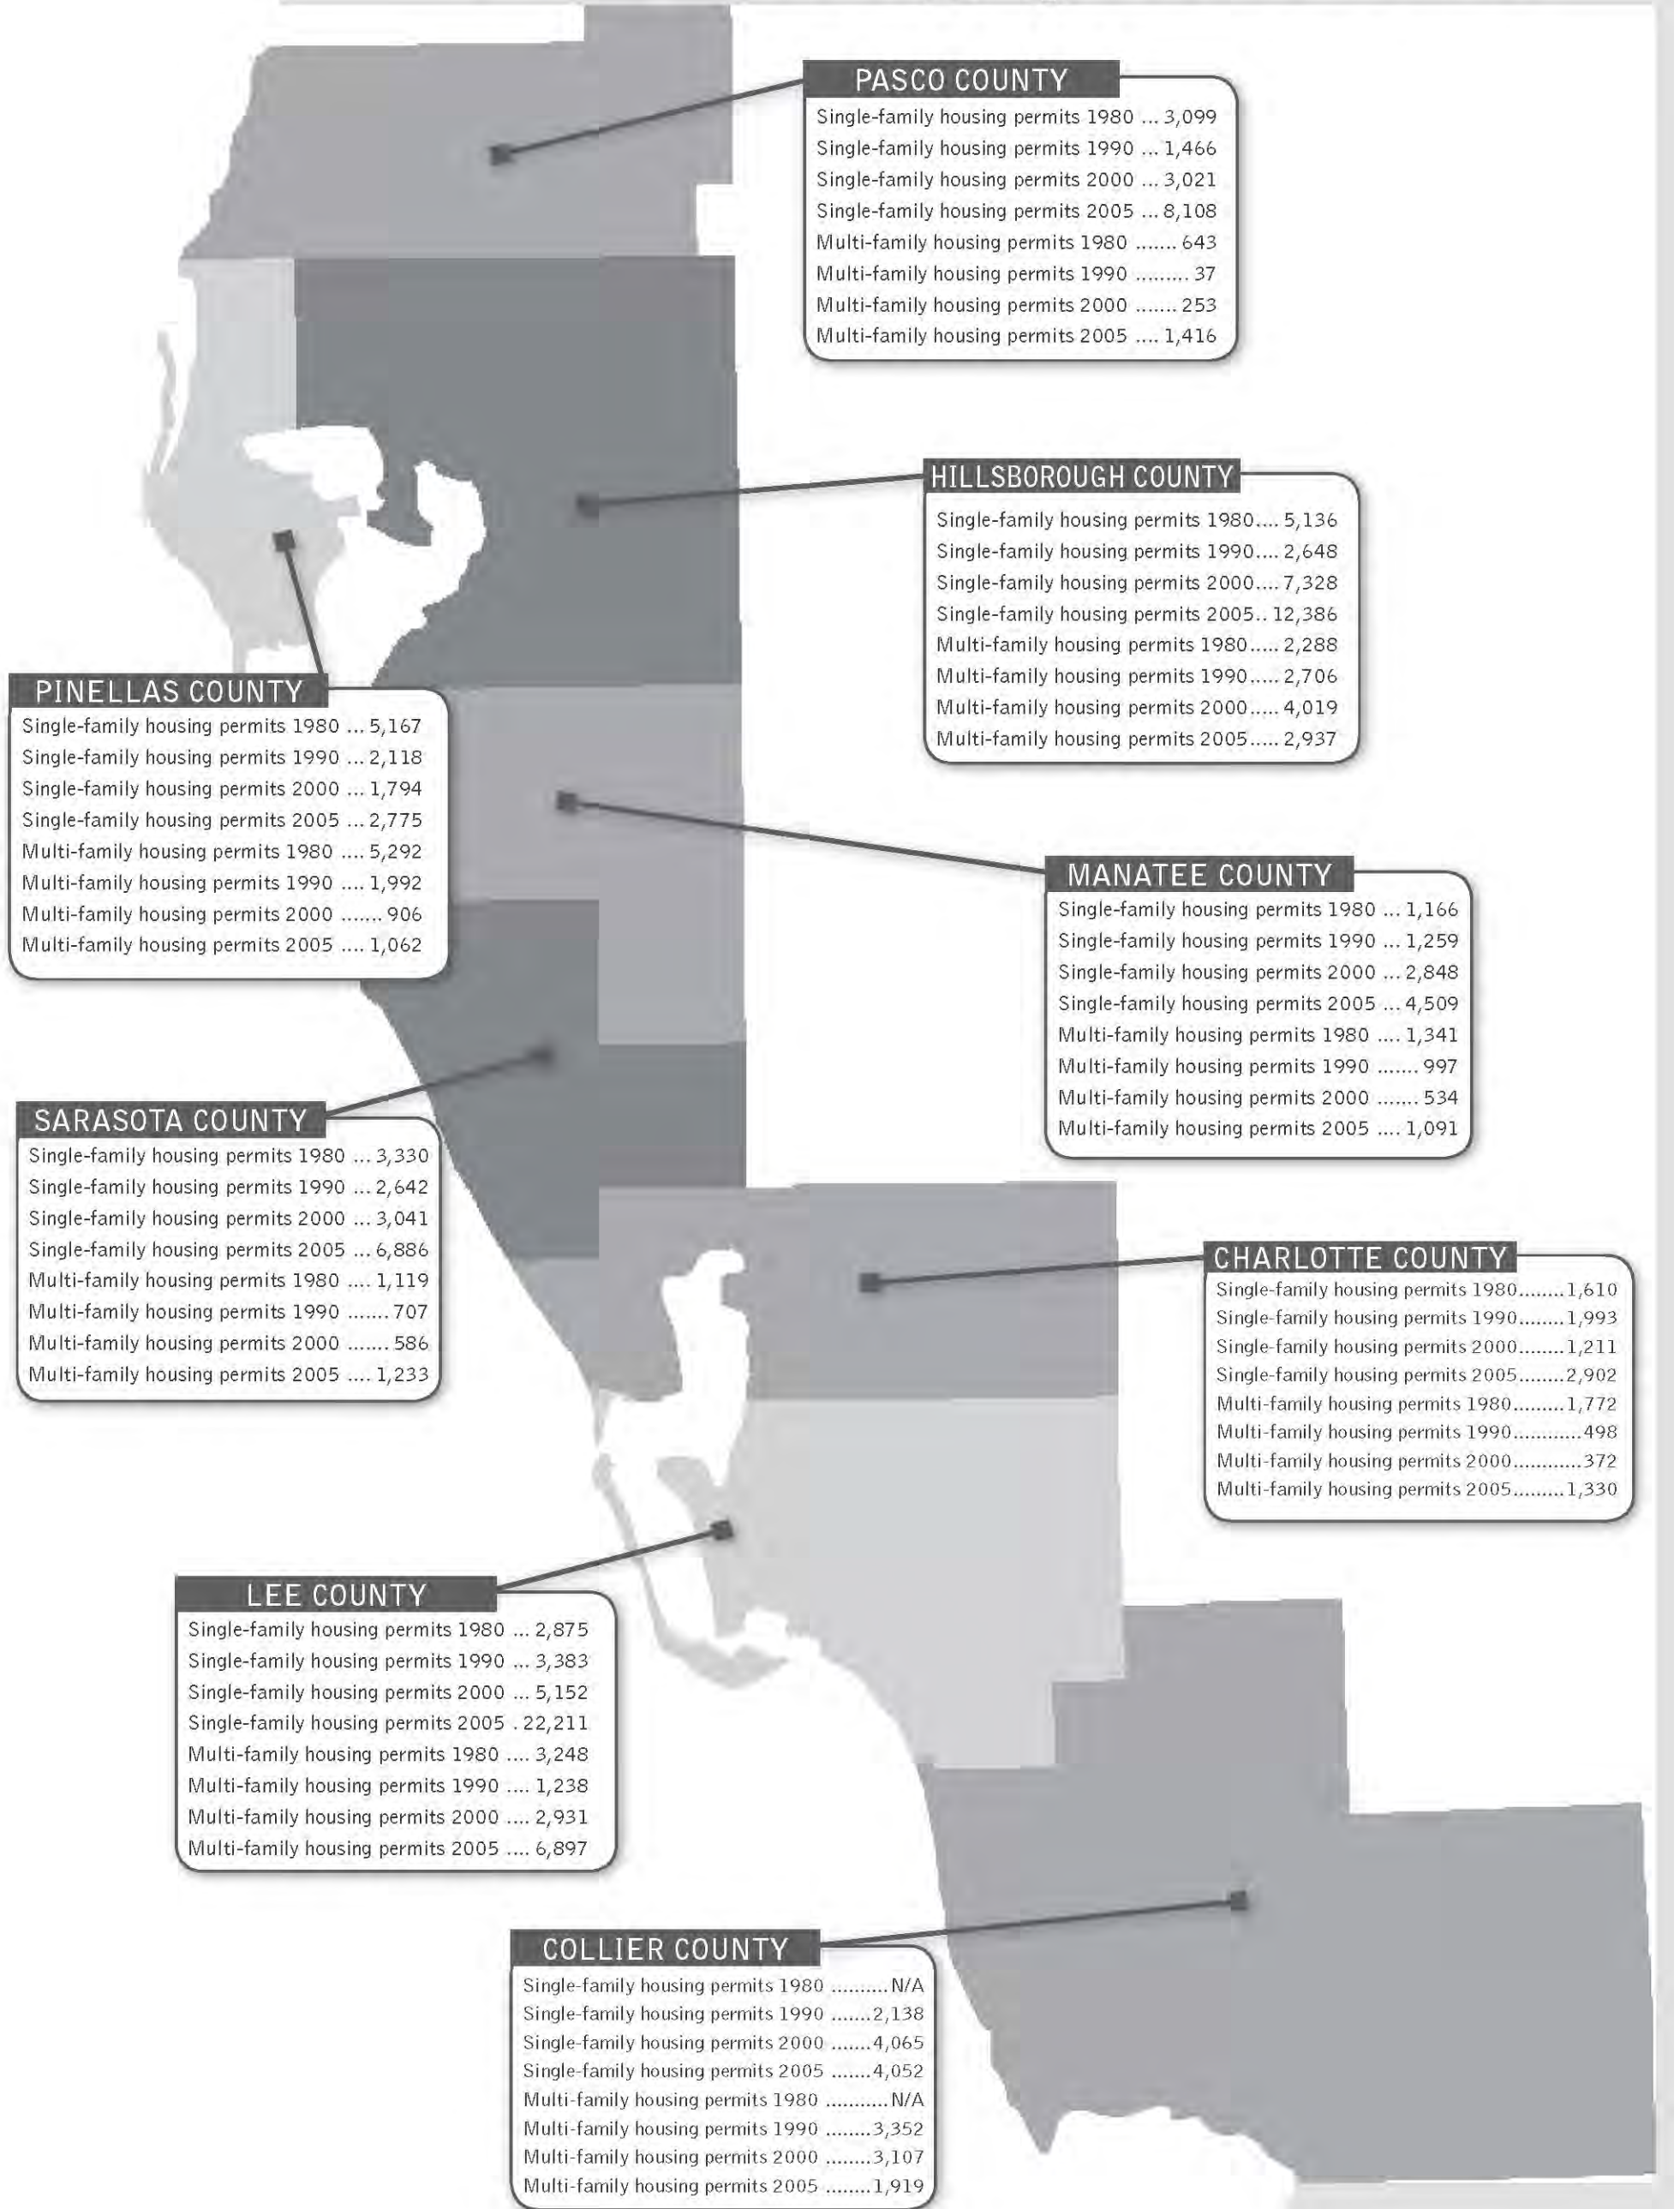 PASCO COUNTY
Single-family housing permits 1980 ... 3,099
Single-family housing permits 1990 ... 1,466
Single-family housing permits 2000 ... 3,021
Single-family housing permits 2005 ... 8,108
Multi-family housing permits 1980 ....... 643
Multi-family housing permits 1990 ......... 37
Multi-family housing permits 2000 ....... 253
Multi-family housing permits 2005 .... 1,416
HILLSBOROUGH COUNTY
Single-family housing permits 1980.... 5,136
Single-family housing permits 1990.... 2,648
Single-family housing permits 2000.... 7,328
Single-family housing permits 2005.. 12,386
Multi-family housing permits 1980..... 2,288
Multi-family housing permits 1990..... 2,706
Multi-family housing permits 2000..... 4,019
Multi-family housing permits 2005..... 2,937
PINELLAS COUNTY
Single-family housing permits 1980 ... 5,167
Single-family housing permits 1990 ... 2,118
Single-family housing permits 2000 ... 1,794
Single-family housing permits 2005 ... 2,775
Multi-family housing permits 1980 .... 5,292
Multi-family housing permits 1990 .... 1,992
Multi-family housing permits 2000 ....... 906
Multi-family housing permits 2005 .... 1,062
MANATEE COUNTY
Single-family housing permits 1980 ... 1,166
Single-family housing permits 1990 ... 1,259
Single-family housing permits 2000 ... 2,848
Single-family housing permits 2005 ... 4,509
Multi-family housing permits 1980 .... 1,341
Multi-family housing permits 1990 ....... 997
Multi-family housing permits 2000 ....... 534
Multi-family housing permits 2005 .... 1,091
SARASOTA COUNTY
Single-family housing permits 1980 ... 3,330
Single-family housing permits 1990 ... 2,642
Single-family housing permits 2000 ... 3,041
Single-family housing permits 2005 ... 6,886
Multi-family housing permits 1980 .... 1,119
Multi-family housing permits 1990 ....... 707
Multi-family housing permits 2000 ....... 586
Multi-family housing permits 2005 .... 1,233
CHARLOTTE COUNTY
Single-family housing permits 1980........1,610
Single-family housing permits 1990........1,993
Single-family housing permits 2000........1,211
Single-family housing permits 2005........2,902
Multi-family housing permits 1980.........1,772
Multi-family housing permits 1990............498
Multi-family housing permits 2000............372
Multi-family housing permits 2005.........1,330
LEE COUNTY
Single-family housing permits 1980 ... 2,875
Single-family housing permits 1990 ... 3,383
Single-family housing permits 2000 ... 5,152
Single-family housing permits 2005 . 22,211
Multi-family housing permits 1980 .... 3,248
Multi-family housing permits 1990 .... 1,238
Multi-family housing permits 2000 .... 2,931
Multi-family housing permits 2005 .... 6,897
COLLIER COUNTY
Single-family housing permits 1980 ..........N/A
Single-family housing permits 1990 .......2,138
Single-family housing permits 2000 .......4,065
Single-family housing permits 2005 .......4,052
Multi-family housing permits 1980 ...........N/A
Multi-family housing permits 1990 ........3,352
Multi-family housing permits 2000 ........3,107
Multi-family housing permits 2005 ........1,919